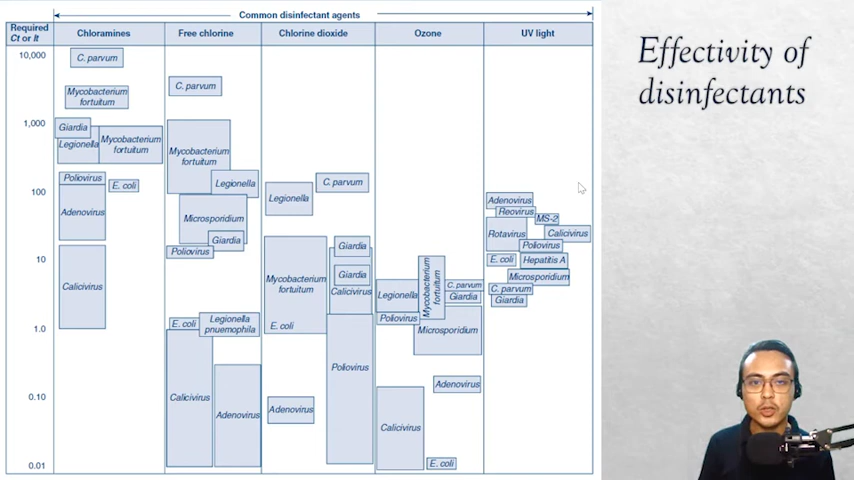 Common disinfectant agents
Required
Ct or It
Chloramines
Free chlorine
Chlorine dioxide
Ozone
UV light
10,000
1,000
100
10
1.0
0.10
0.01
C. parvum
Mycobacterium
fortuitum
Giardia
Legionella
Mycobacterium
fortuitum
Poliovirus
E. coli
Adenovirus
Calicivirus
C. parvum
Mycobacterium
fortuitum
Legionella
Microsporidium
Giardia
Poliovirus
E. coli
Legionella
pnuemophila
Calicivirus
Adenovirus
C. parvum
Legionella
Giardia
Mycobacterium
fortuitum
Giardia
Calicivirus
E. coli
Poliovirus
Adenovirus
Legionella
Mycobacterium
fortuitum
C. parvum
Giardia
Poliovirus
Microsporidium
Adenovirus
Calicivirus
E. coli
Adenovirus
Reovirus
MS-2
Rotavirus
Calicivirus
Poliovirus
E. coli
Hepatitis A
Microsporidium
C. parvum
Giardia
Effectivity of
disinfectants